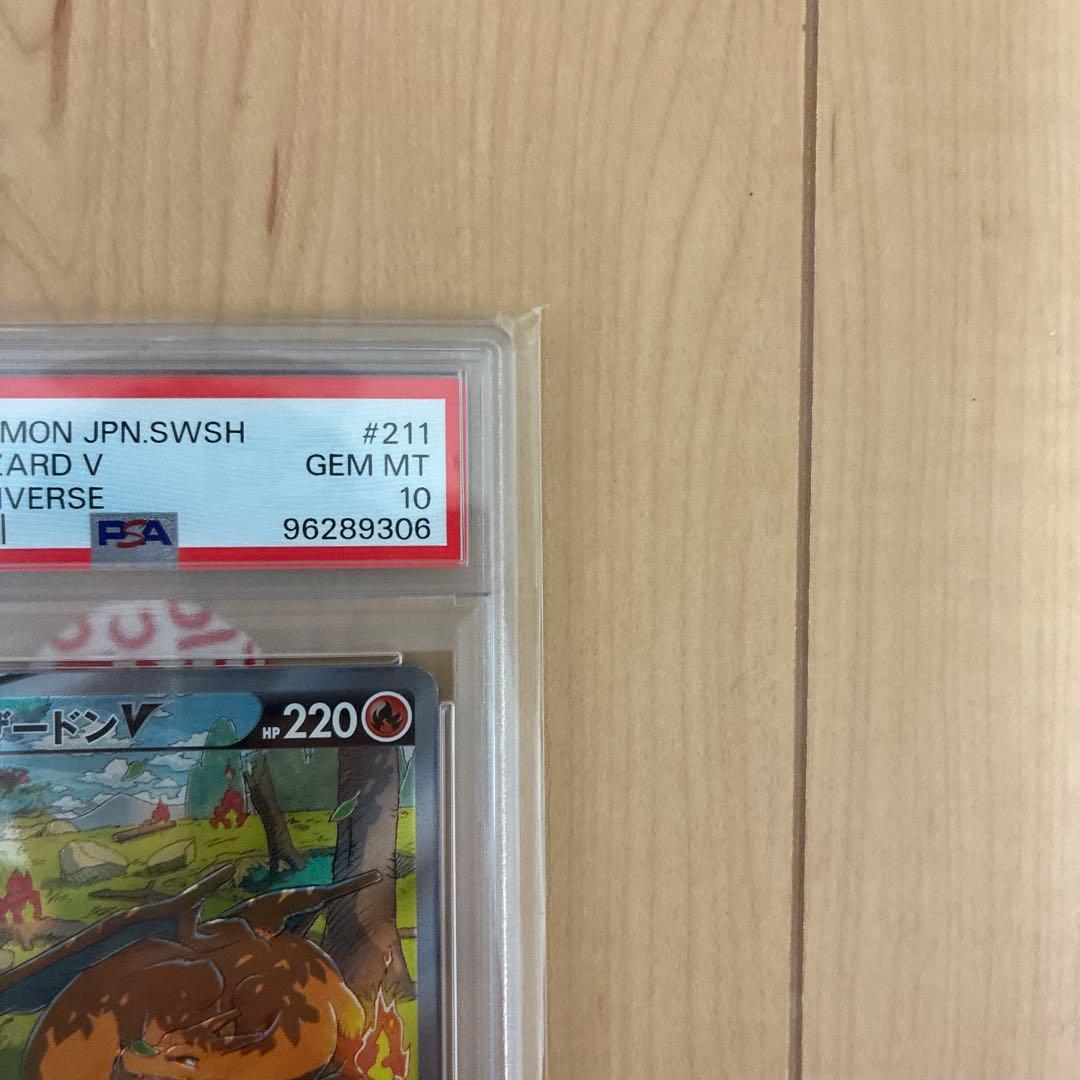 MON JPN.SWSH #211
ZARD V GEM MT
IVERSE 10
PSA 96289306
ザードンV HP 220